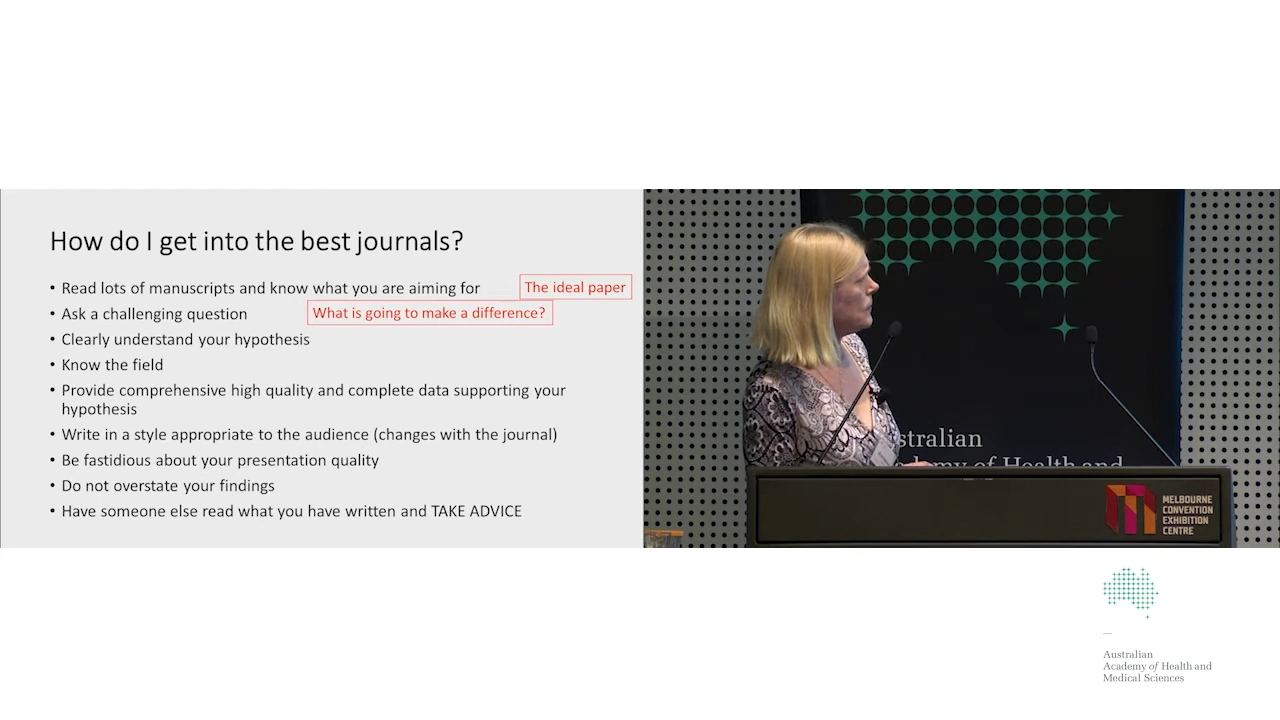 How do I get into the best journals?
• Read lots of manuscripts and know what you are aiming for
The ideal paper
• Ask a challenging question
What is going to make a difference?
• Clearly understand your hypothesis
• Know the field
• Provide comprehensive high quality and complete data supporting your
hypothesis
• Write in a style appropriate to the audience (changes with the journal)
• Be fastidious about your presentation quality
• Do not overstate your findings
• Have someone else read what you have written and TAKE ADVICE
stralian
demy of Health and
MELBOURNE
CONVENTION
EXHIBITION
CENTRE
Australian
Academy of Health and
Medical Sciences